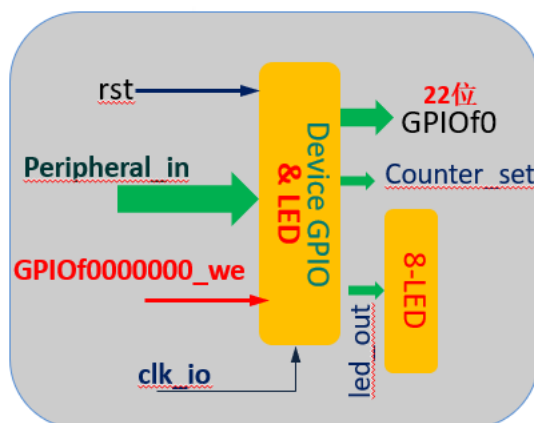 rst
22位
GPIOf0
Peripheral_in
Device GPIO
& LED
Counter_set
GPIOf0000000_we
8-LED
led_out
clk_io